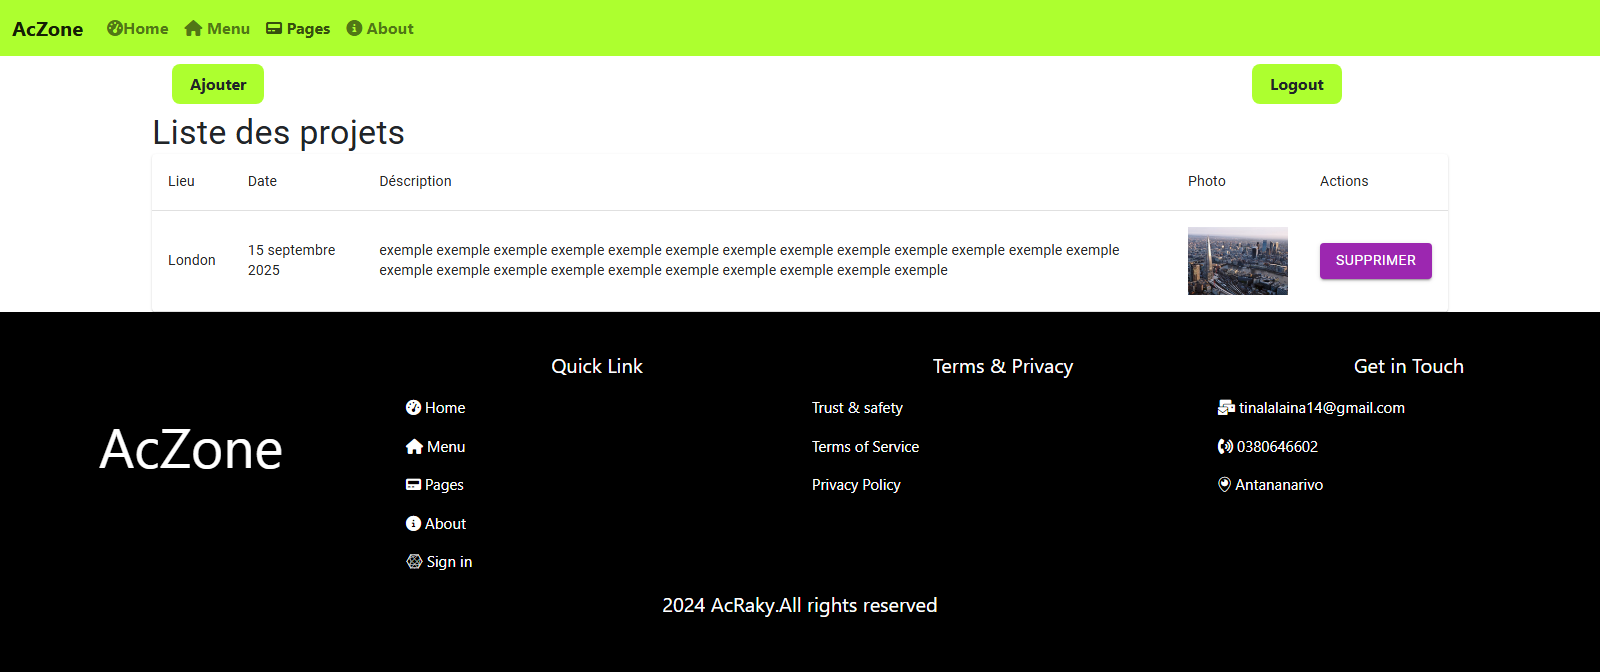 AcZone Home Menu Pages About
Ajouter Logout
Liste des projets
Lieu Date Déscription Photo Actions
London
15 septembre
2025
exemple exemple exemple exemple exemple exemple exemple exemple exemple exemple exemple exemple exemple
exemple exemple exemple exemple exemple exemple exemple exemple exemple exemple
SUPPRIMER
AcZone
Quick Link
Home
Menu
Pages
About
Sign in
Terms & Privacy
Trust & safety
Terms of Service
Privacy Policy
Get in Touch
tinalalaina14@gmail.com
0380646602
Antananarivo
2024 AcRaky.All rights reserved